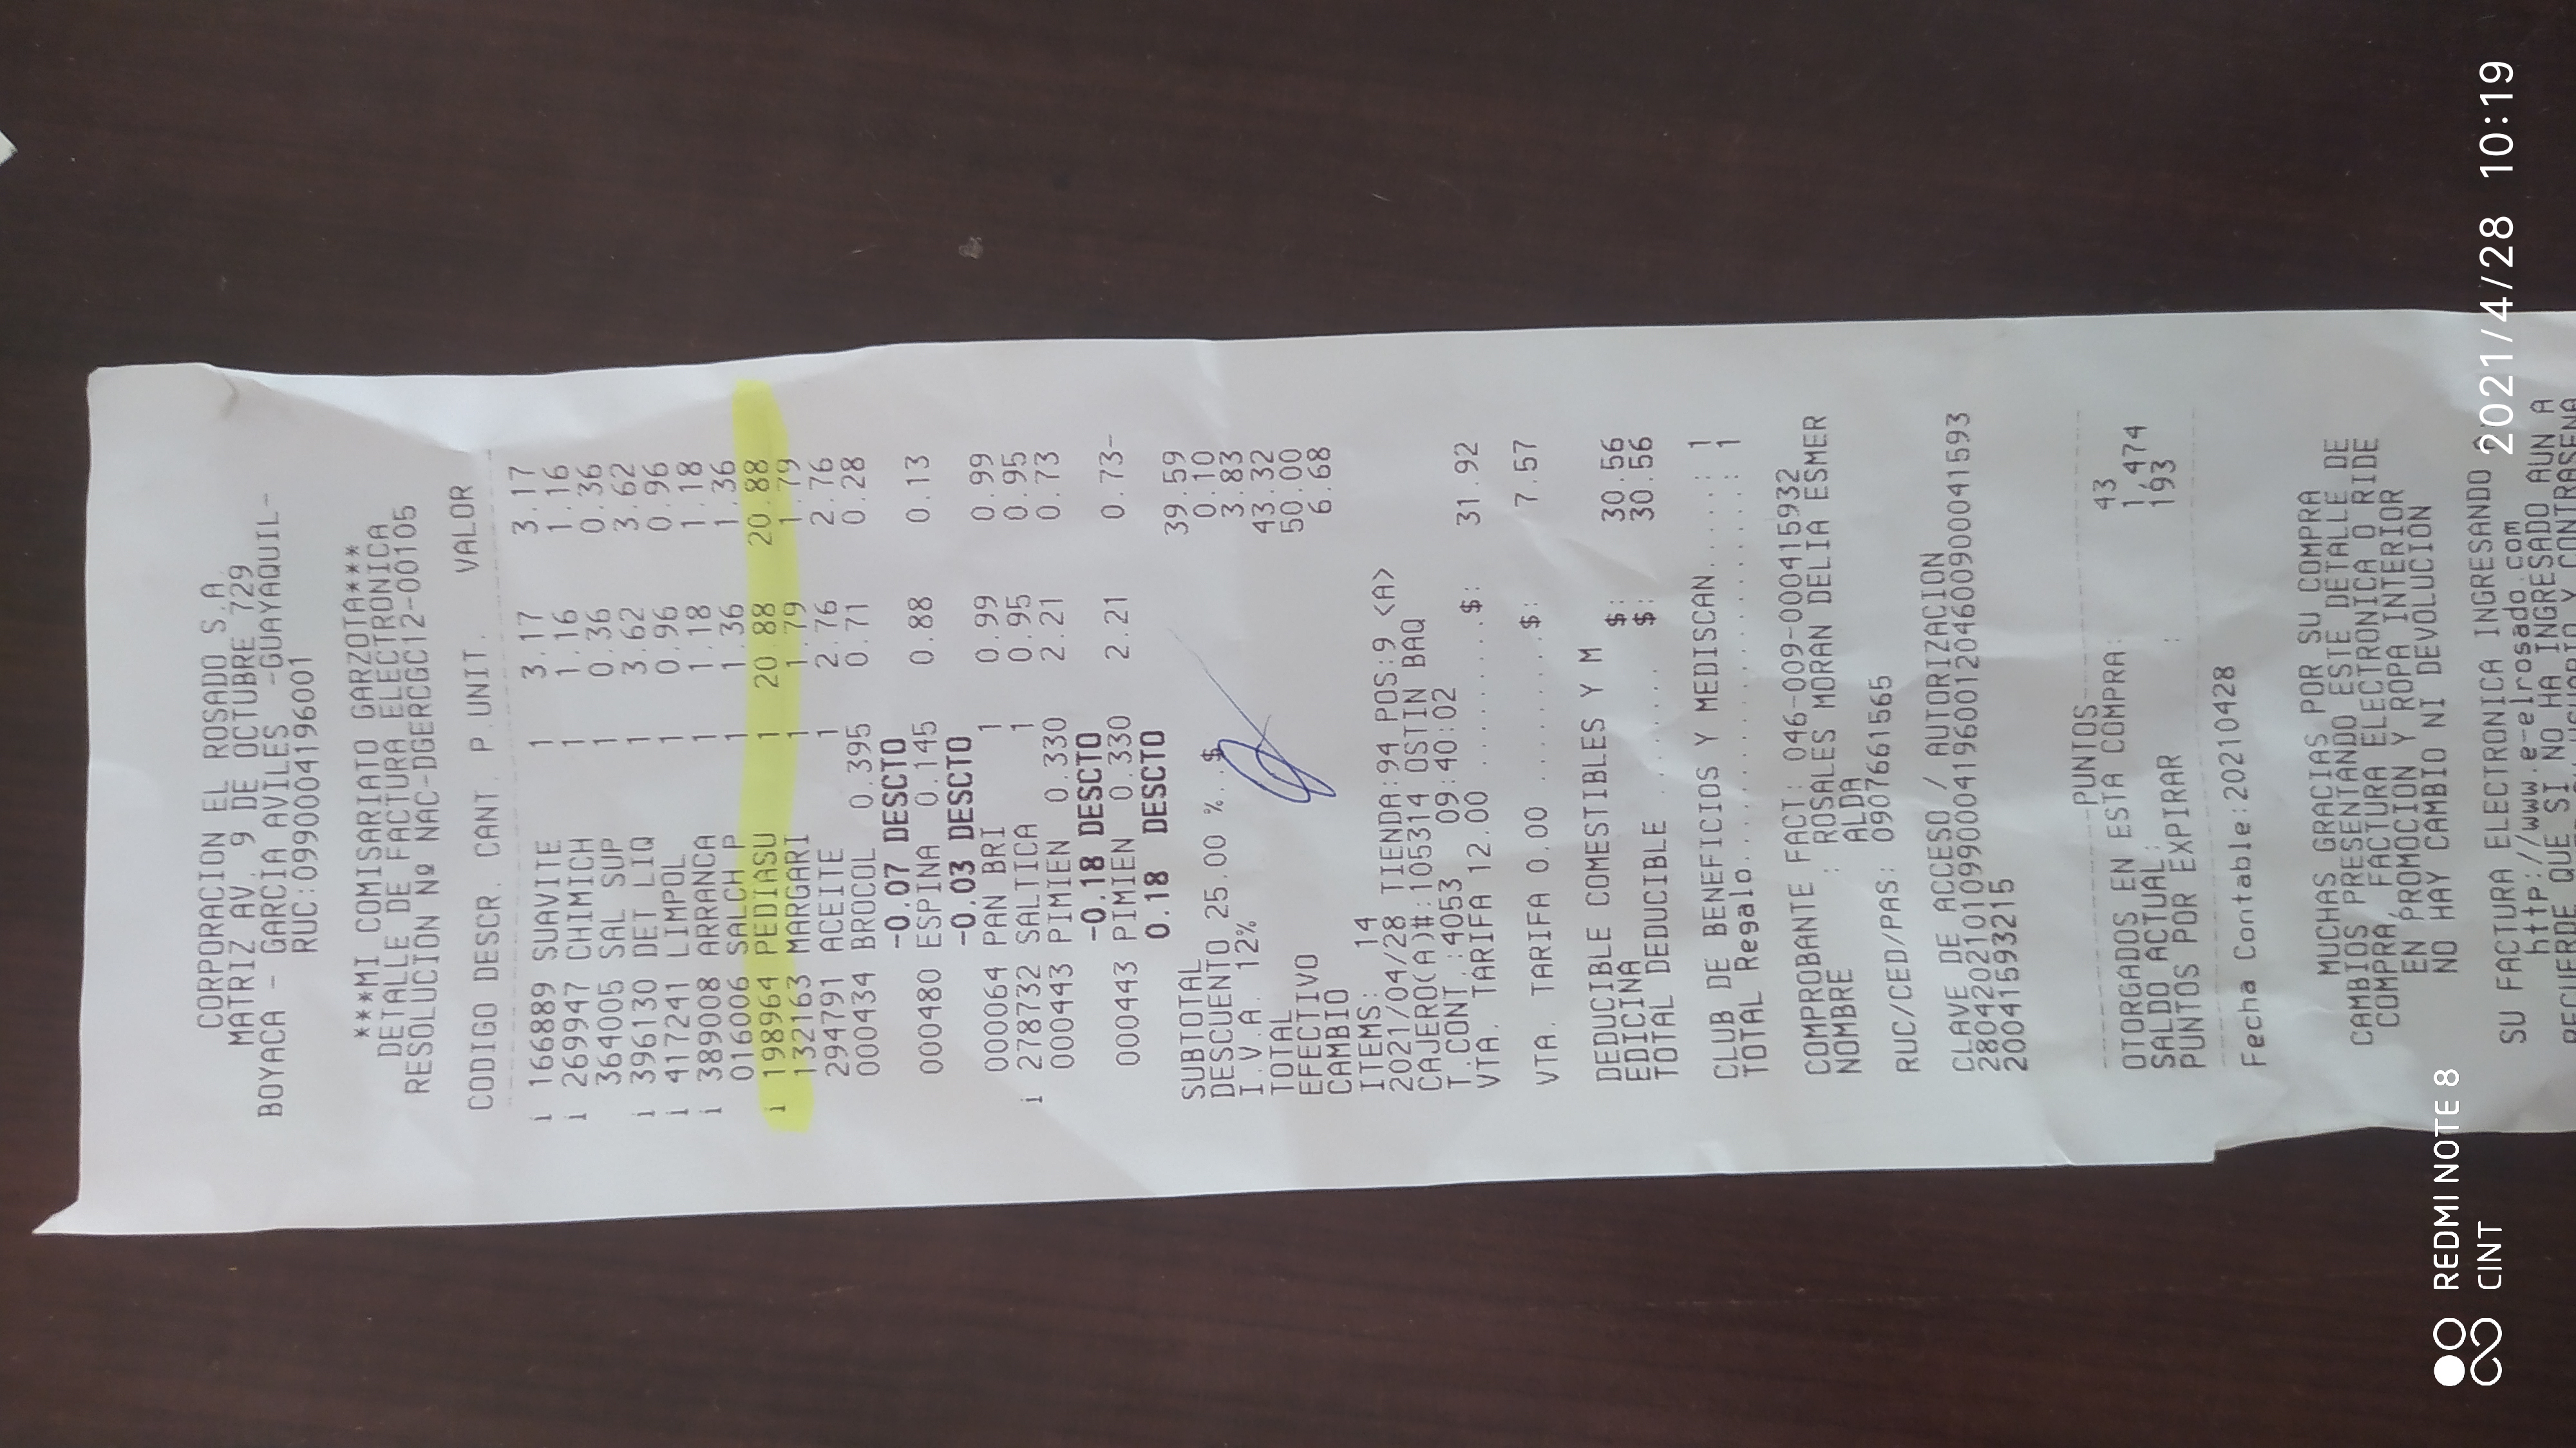 CORPORACION EL ROSADO S.A.
MATRIZ AV. 9 DE OCTUBRE 729
BOYACA - GARCIA AVILES -GUAYAQUIL-
RUC:0990004196001
***MI COMISARIATO GARZOTA***
DETALLE DE FACTURA ELECTRONICA
RESOLUCION Nº NAC-DGERCGC12-00105
CODIGO DESCR. CANT. P.UNIT. VALOR
i 166889 SUAVITE 1 3.17 3.17
i 269947 CHIMICH 1 1.16 1.16
364005 SAL SUP 1 0.36 0.36
i 396130 DET LIQ 1 3.62 3.62
i 417241 LIMPOL 1 0.96 0.96
i 389008 ARRANCA 1 1.18 1.18
016006 SALCH P 1 1.36 1.36
i 198964 PEDIASU 1 20.88 20.88
132163 MARGARI 1 1.79 1.79
294791 ACEITE 1 2.76 2.76
000434 BROCOL 0.395 0.71 0.28
-0.07 DESCTO
000480 ESPINA 0.145 0.88 0.13
-0.03 DESCTO
000064 PAN BRI 1 0.99 0.99
i 278732 SALTICA 1 0.95 0.95
000443 PIMIEN 0.330 2.21 0.73
-0.18 DESCTO
000443 PIMIEN 0.330 2.21 0.73-
0.18 DESCTO
SUBTOTAL 39.59
DESCUENTO 25.00 %..$ 0.10
I.V.A. 12% 3.83
TOTAL 43.32
EFECTIVO 50.00
CAMBIO 6.68
ITEMS: 14
2021/04/28 TIENDA:94 POS:9 <A>
CAJERO(A)#:105314 OSTIN BAQ
T.CONT.:4053 09:40:02
VTA. TARIFA 12.00 .........$: 31.92
VTA. TARIFA 0.00 .........$: 7.57
DEDUCIBLE COMESTIBLES Y M
EDICINA $: 30.56
TOTAL DEDUCIBLE ........ $: 30.56
CLUB DE BENEFICIOS Y MEDISCAN.....: 1
TOTAL Regalo......................: 1
COMPROBANTE FACT: 046-009-000415932
NOMBRE : ROSALES MORAN DELIA ESMER
ALDA
RUC/CED/PAS: 0907661565
CLAVE DE ACCESO / AUTORIZACION
28042021010990004196001204600900041593
20041593215
PUNTOS
OTORGADOS EN ESTA COMPRA: 43
SALDO ACTUAL: 1,474
PUNTOS POR EXPIRAR : 193
Fecha Contable:20210428
MUCHAS GRACIAS POR SU COMPRA
CAMBIOS PRESENTANDO ESTE DETALLE DE
COMPRA, FACTURA ELECTRONICA O RIDE
EN PROMOCION Y ROPA INTERIOR
NO HAY CAMBIO NI DEVOLUCION
SU FACTURA ELECTRONICA INGRESANDO
http://www.e-elrosado.com
RECUERDE QUE SI NO HA INGRESADO AUN A
USUARIO Y CONTRASENA
REDMI NOTE 8
CINT
2021/4/28 10:19